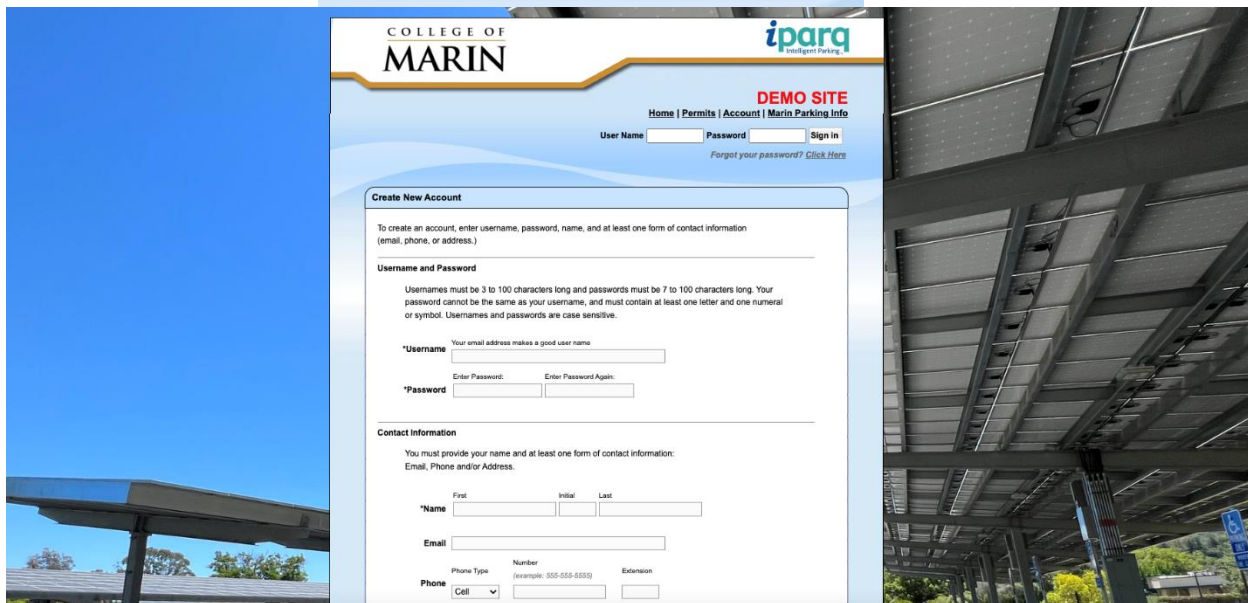 COLLEGE OF
MARIN
iparq
Intelligent Parking
DEMO SITE
Home | Permits | Account | Marin Parking Info
User Name
Password
Sign in
Forgot your password? Click Here
Create New Account
To create an account, enter username, password, name, and at least one form of contact information
(email, phone, or address.)
Username and Password
Usernames must be 3 to 100 characters long and passwords must be 7 to 100 characters long. Your
password cannot be the same as your username, and must contain at least one letter and one numeral
or symbol. Usernames and passwords are case sensitive.
Your email address makes a good user name
*Username
Enter Password: Enter Password Again:
*Password
Contact Information
You must provide your name and at least one form of contact information:
Email, Phone and/or Address.
First Initial Last
*Name
Email
Phone Type Number Extension
(example: 555-555-5555)
Phone
Cell